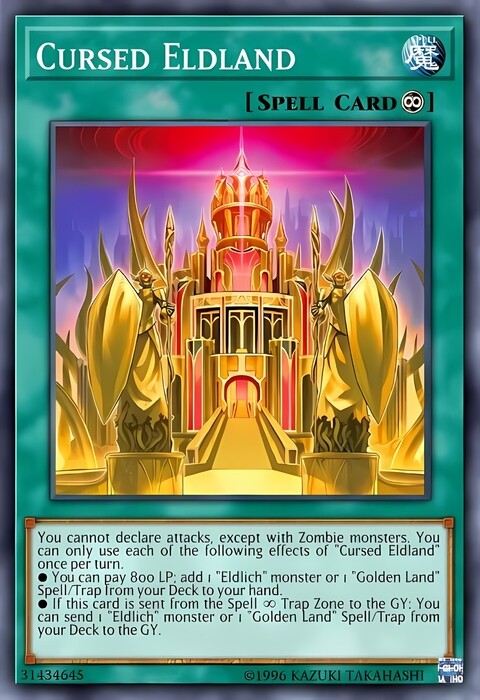 CURSED ELDLAND
魔
[SPELL CARD∞]
You cannot declare attacks, except with Zombie monsters. You
can only use each of the following effects of "Cursed Eldland"
once per turn.
● You can pay 800 LP; add 1 "Eldlich" monster or 1 "Golden Land"
Spell/Trap from your Deck to your hand.
● If this card is sent from the Spell ∞ Trap Zone to the GY: You
can send 1 "Eldlich" monster or 1 "Golden Land" Spell/Trap from
your Deck to the GY.
31434645
©1996 KAZUKI TAKAHASHI